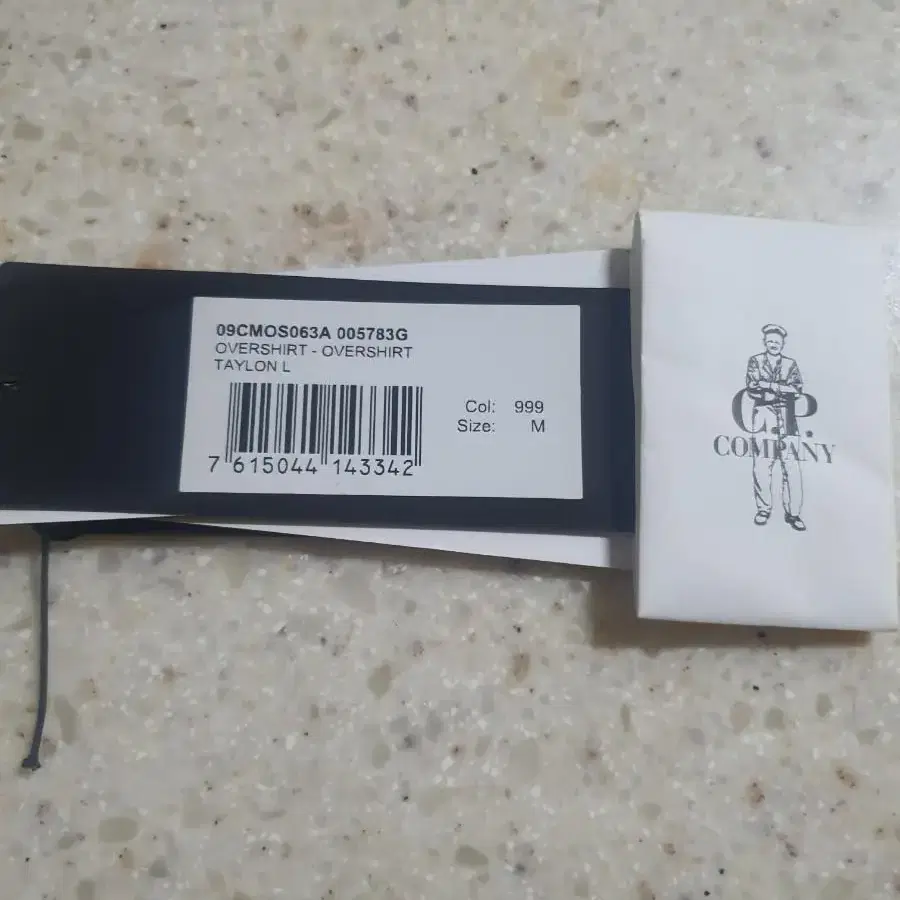 09CMOS063A 005783G
OVERSHIRT - OVERSHIRT
TAYLON L
Col: 999
Size: M
7 615044 143342
C.P.
COMPANY